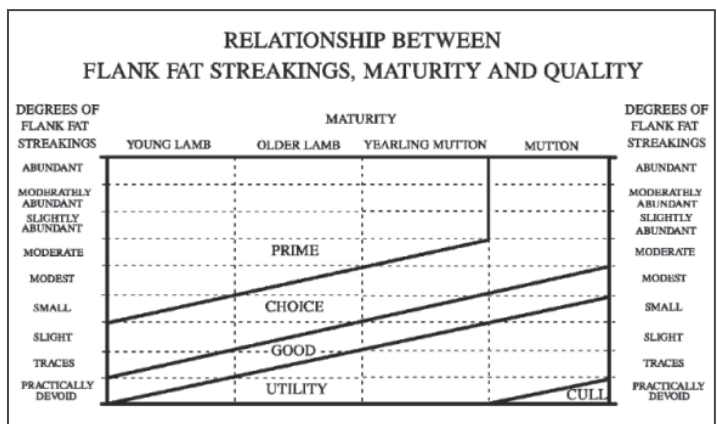 RELATIONSHIP BETWEEN
FLANK FAT STREAKINGS, MATURITY AND QUALITY
DEGREES OF
FLANK FAT
STREAKINGS
MATURITY
DEGREES OF
FLANK FAT
STREAKINGS
YOUNG LAMB
OLDER LAMB
YEARLING MUTTON
MUTTON
ABUNDANT
MODERATELY
ABUNDANT
SLIGHTLY
ABUNDANT
MODERATE
MODEST
SMALL
SLIGHT
TRACES
PRACTICALLY
DEVOID
PRIME
CHOICE
GOOD
UTILITY
CULL
ABUNDANT
MODERATELY
ABUNDANT
SLIGHTLY
ABUNDANT
MODERATE
MODEST
SMALL
SLIGHT
TRACES
PRACTICALLY
DEVOID